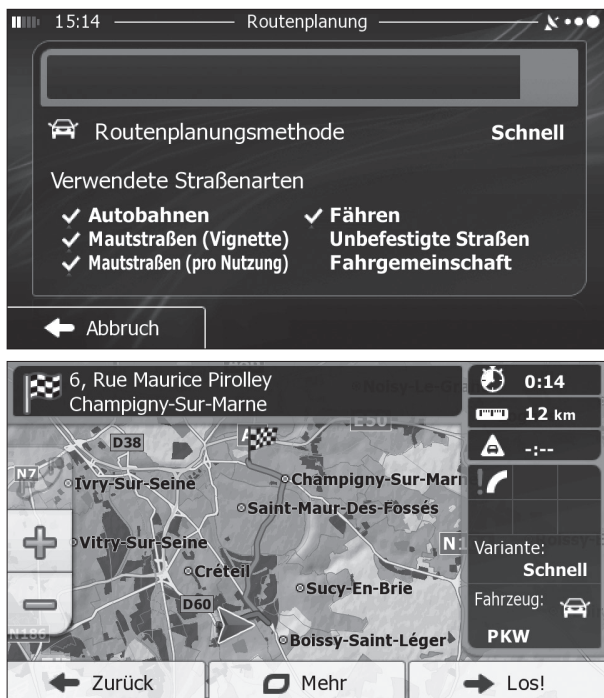 15:14 Routenplanung
Routenplanungsmethode Schnell
Verwendete Straßenarten
Autobahnen Fähren
Mautstraßen (Vignette) Unbefestigte Straßen
Mautstraßen (pro Nutzung) Fahrgemeinschaft
Abbruch
6, Rue Maurice Pirolley
Champigny-Sur-Marne
0:14
12 km
-:--
E50
D38
N7
Ivry-Sur-Seine
Champigny-Sur-Marn
Saint-Maur-Des-Fossés
Vitry-Sur-Seine
N1
Créteil
Sucy-En-Brie
D60
N186
Boissy-Saint-Léger
Variante:
Schnell
Fahrzeug:
PKW
Zurück Mehr Los!